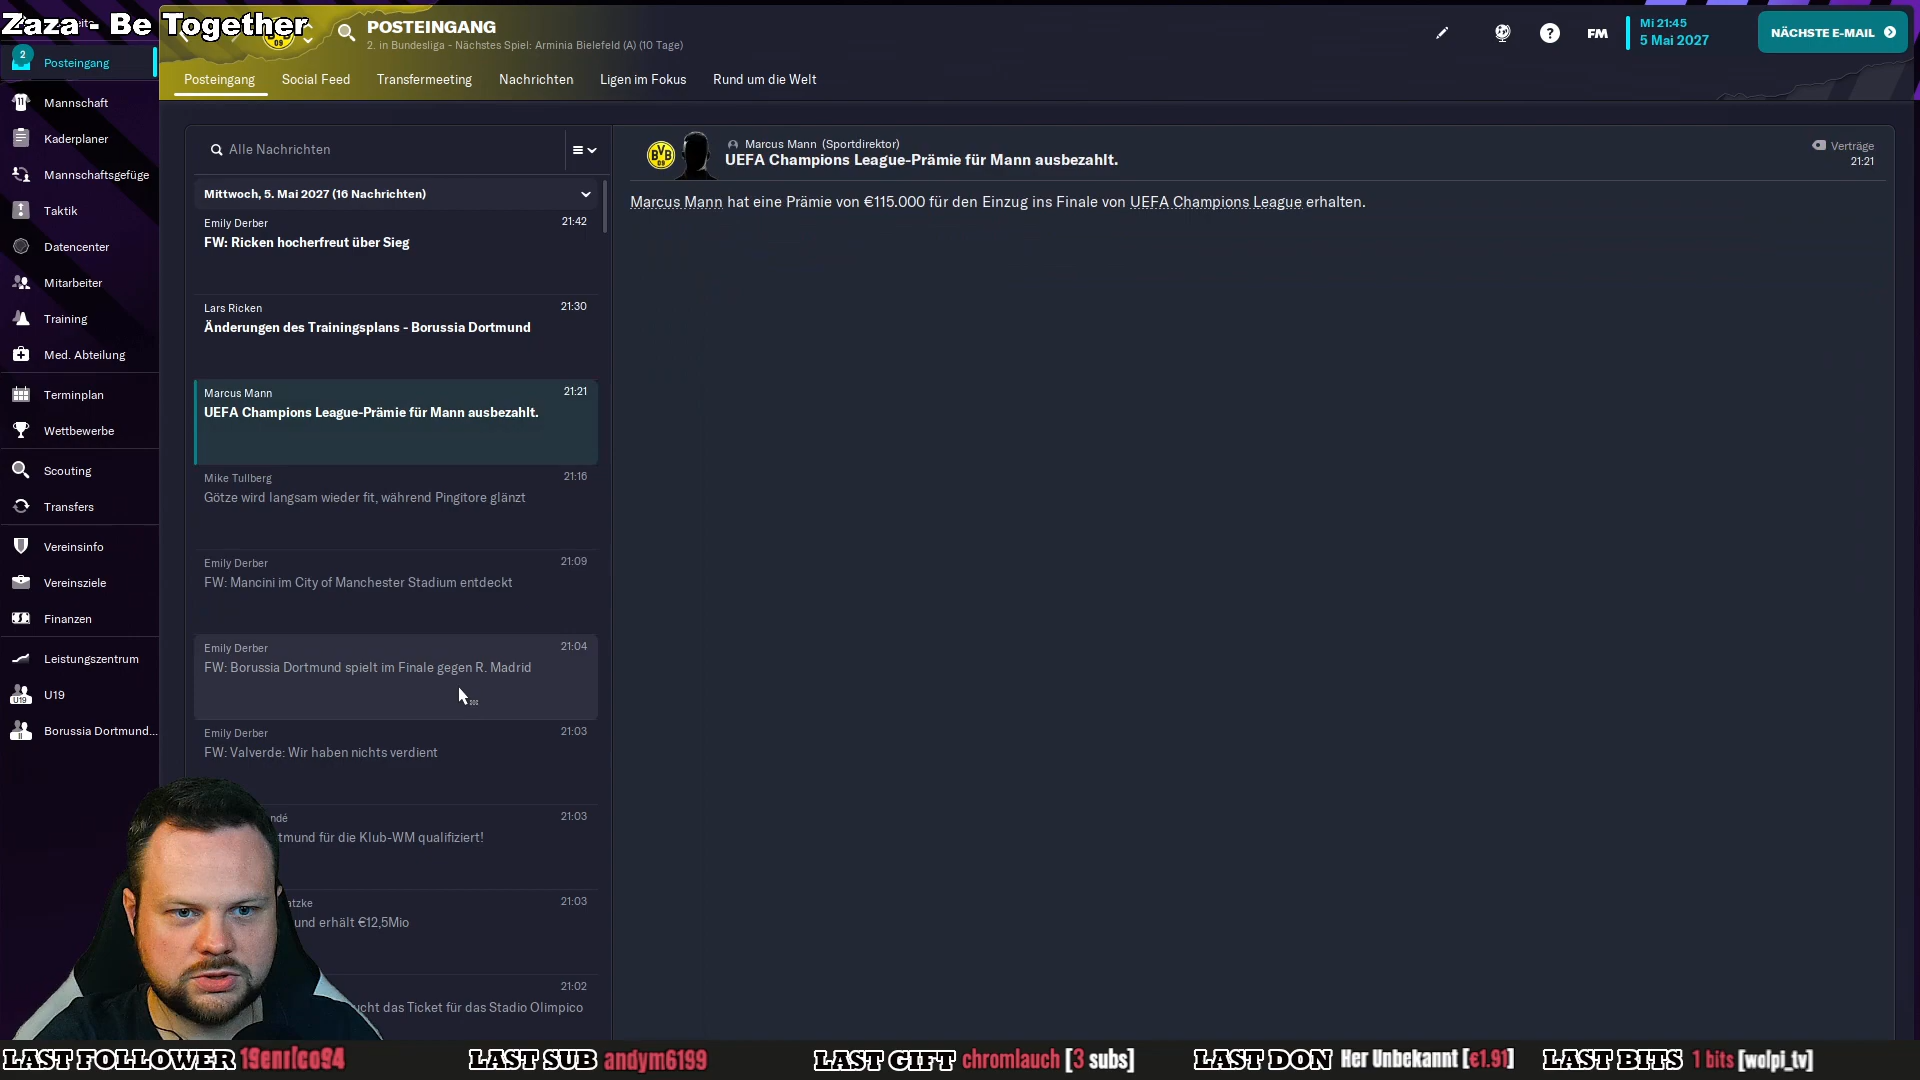 Zaza - Be Together
POSTEINGANG
2. in Bundesliga - Nächstes Spiel: Arminia Bielefeld (A) (10 Tage)
FM
Mi 21:45
5 Mai 2027
NÄCHSTE E-MAIL
Posteingang
Social Feed
Transfermeeting
Nachrichten
Ligen im Fokus
Rund um die Welt
2
Posteingang
Mannschaft
Kaderplaner
Mannschaftsgefüge
Taktik
Datencenter
Mitarbeiter
Training
Med. Abteilung
Terminplan
Wettbewerbe
Scouting
Transfers
Vereinsinfo
Vereinsziele
Finanzen
Leistungszentrum
U19
Borussia Dortmund...
Alle Nachrichten
Mittwoch, 5. Mai 2027 (16 Nachrichten)
Emily Derber 21:42
FW: Ricken hocherfreut über Sieg
Lars Ricken 21:30
Änderungen des Trainingsplans - Borussia Dortmund
Marcus Mann 21:21
UEFA Champions League-Prämie für Mann ausbezahlt.
Mike Tullberg 21:16
Götze wird langsam wieder fit, während Pingitore glänzt
Emily Derber 21:09
FW: Mancini im City of Manchester Stadium entdeckt
Emily Derber 21:04
FW: Borussia Dortmund spielt im Finale gegen R. Madrid
Emily Derber 21:03
FW: Valverde: Wir haben nichts verdient
21:03
für die Klub-WM qualifiziert!
21:03
und erhält €12,5Mio
21:02
das Ticket für das Stadio Olimpico
BVB 09
Marcus Mann (Sportdirektor)
UEFA Champions League-Prämie für Mann ausbezahlt.
Verträge
21:21
Marcus Mann hat eine Prämie von €115.000 für den Einzug ins Finale von UEFA Champions League erhalten.
LAST FOLLOWER 19enrico94
LAST SUB andym6199
LAST GIFT chromlauch [3 subs]
LAST DON Her Unbekannt [€1.91]
LAST BITS 1 bits [wolpi_tv]